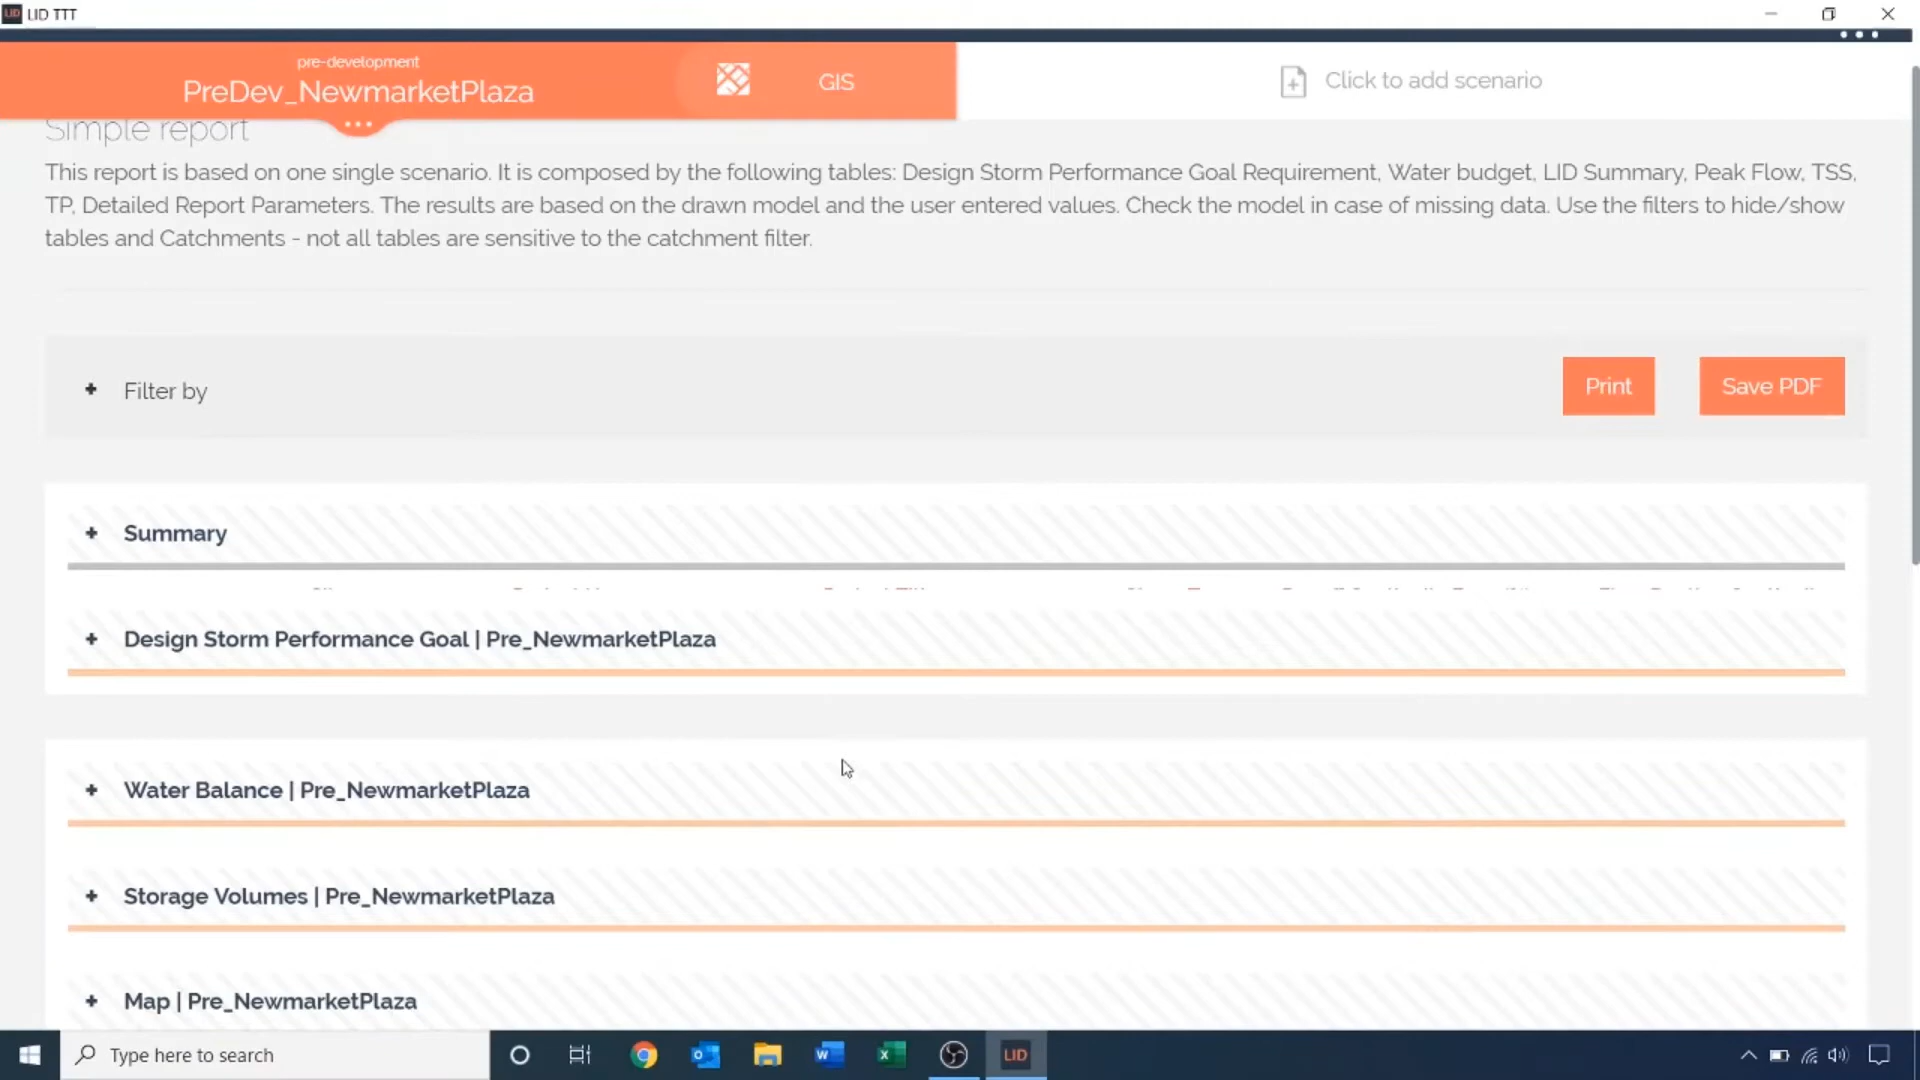 LID LID TTT
pre-development
PreDev_NewmarketPlaza
GIS
Click to add scenario
Simple report
This report is based on one single scenario. It is composed by the following tables: Design Storm Performance Goal Requirement, Water budget, LID Summary, Peak Flow, TSS,
TP, Detailed Report Parameters. The results are based on the drawn model and the user entered values. Check the model in case of missing data. Use the filters to hide/show
tables and Catchments - not all tables are sensitive to the catchment filter.
+ Filter by
Print
Save PDF
+ Summary
+ Design Storm Performance Goal | Pre_NewmarketPlaza
+ Water Balance | Pre_NewmarketPlaza
+ Storage Volumes | Pre_NewmarketPlaza
+ Map | Pre_NewmarketPlaza
Type here to search
LID